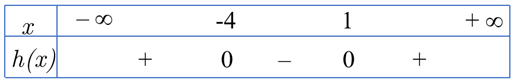 x − ∞ -4 1 + ∞
h(x) + 0 − 0 +